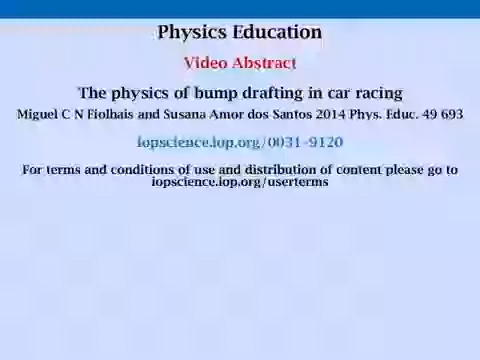 Physics Education
Video Abstract
The physics of bump drafting in car racing
Miguel C N Fiolhais and Susana Amor dos Santos 2014 Phys. Educ. 49 693
iopscience.iop.org/0031-9120
For terms and conditions of use and distribution of content please go to
iopscience.iop.org/userterms